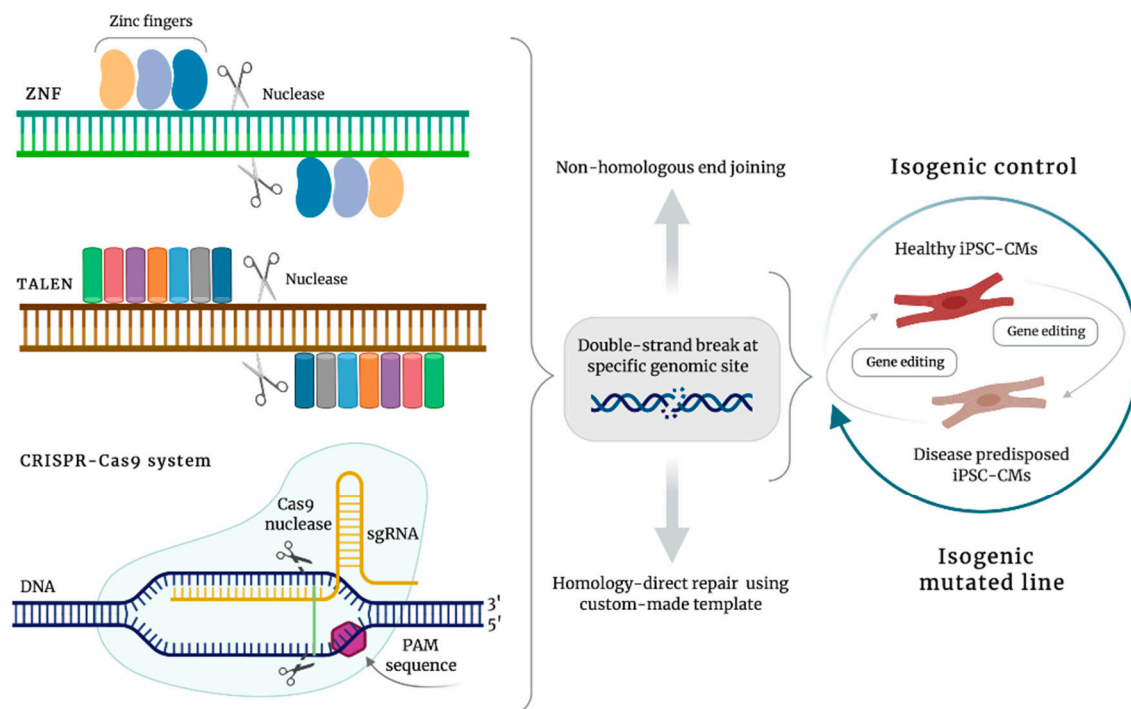 Zinc fingers
ZNF
Nuclease
TALEN
Nuclease
CRISPR-Cas9 system
Cas9
nuclease
sgRNA
DNA
3'
5'
PAM
sequence
Non-homologous end joining
Double-strand break at
specific genomic site
Homology-direct repair using
custom-made template
Isogenic control
Healthy iPSC-CMs
Gene editing
Gene editing
Disease predisposed
iPSC-CMs
Isogenic
mutated line